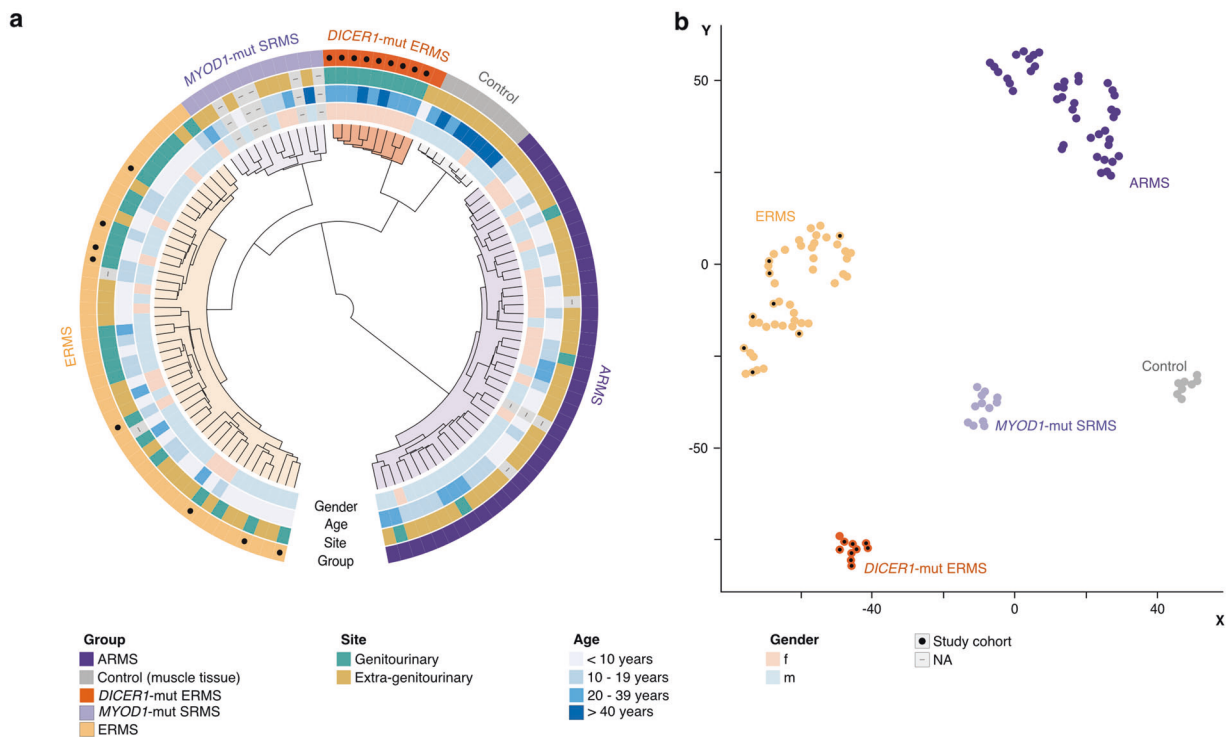 a
MYOD1-mut SRMS
DICER1-mut ERMS
Control
ERMS
ARMS
Gender
Age
Site
Group
b
Y
50
0
-50
-40
0
40
X
ARMS
ERMS
Control
MYOD1-mut SRMS
DICER1-mut ERMS
Group
ARMS
Control (muscle tissue)
DICER1-mut ERMS
MYOD1-mut SRMS
ERMS
Site
Genitourinary
Extra-genitourinary
Age
< 10 years
10 - 19 years
20 - 39 years
> 40 years
Gender
f
m
Study cohort
NA